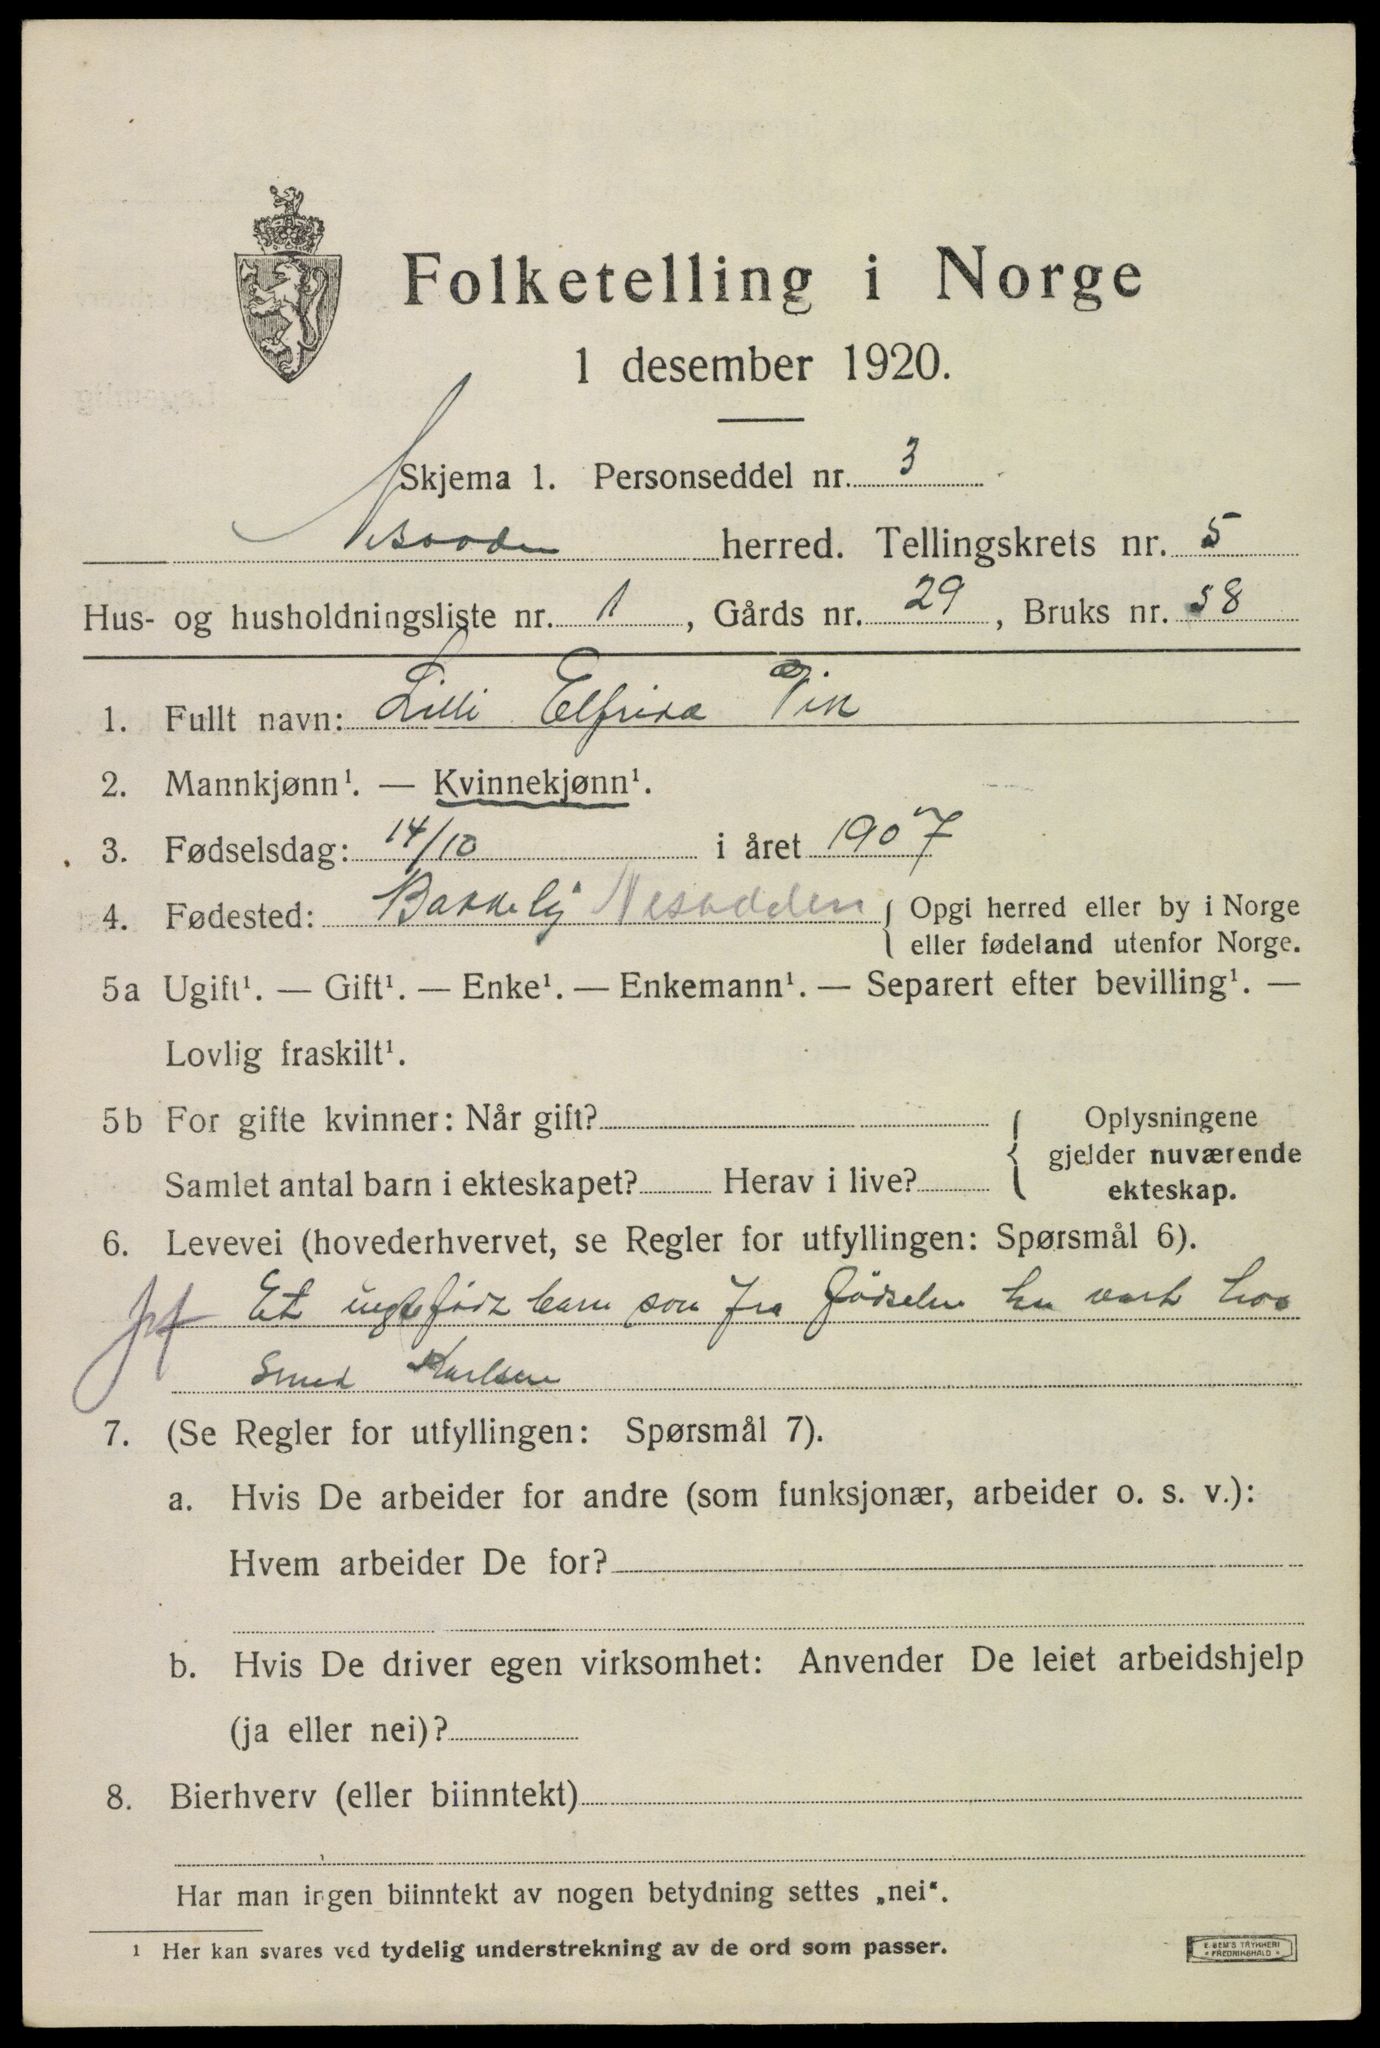 Folketelling i Norge
1 desember 1920.
Skjema 1. Personseddel nr. 3
Nesodden herred. Tellingskrets nr. 5
Hus- og husholdningsliste nr. 1, Gårds nr. 29, Bruks nr. 58
1. Fullt navn: Lilli Elfrida
2. Mannkjønn¹. — Kvinnekjønn¹.
3. Fødselsdag: 14/10 i året 1907
4. Fødested: Bakkelij Nesodden { Opgi herred eller by i Norge
eller fødeland utenfor Norge.
5a Ugift¹. — Gift¹. — Enke¹. — Enkemann¹. — Separert efter bevilling¹. —
Lovlig fraskilt¹.
5b For gifte kvinner: Når gift? { Oplysningene
gjelder nuværende
Samlet antal barn i ekteskapet? Herav i live? ekteskap.
6. Levevei (hovederhvervet, se Regler for utfyllingen: Spørsmål 6).
Et barn som fra fødselen vært hos
Smed Karlsen
7. (Se Regler for utfyllingen: Spørsmål 7).
a. Hvis De arbeider for andre (som funksjonær, arbeider o. s. v.):
Hvem arbeider De for?
b. Hvis De driver egen virksomhet: Anvender De leiet arbeidshjelp
(ja eller nei)?
8. Bierhverv (eller biinntekt)
Har man ingen biinntekt av nogen betydning settes „nei“.
1 Her kan svares ved tydelig understrekning av de ord som passer.
E. SEM'S TRYKKERI
FREDRIKSHALD